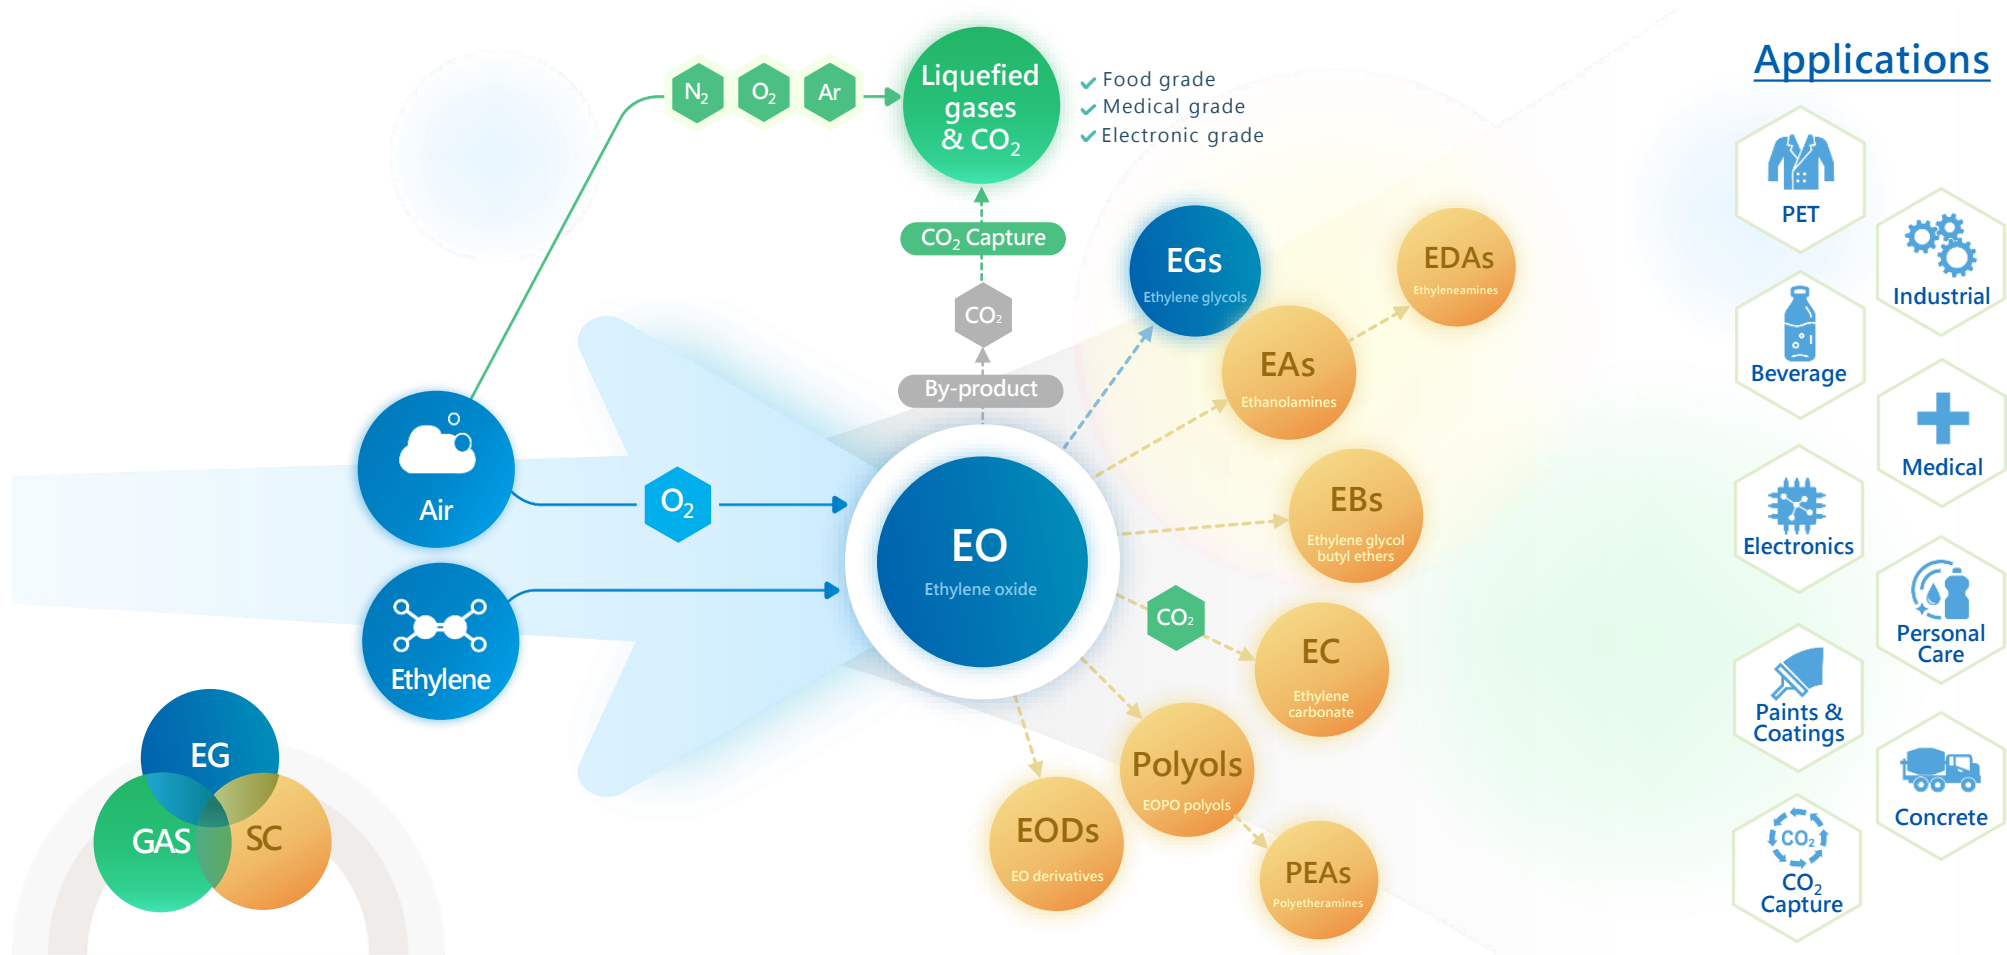 N₂
O₂
Ar
Liquefied
gases
& CO₂
Food grade
Medical grade
Electronic grade
CO₂ Capture
CO₂
By-product
Air
O₂
Ethylene
EO
Ethylene oxide
EGs
Ethylene glycols
EDAs
Ethyleneamines
EAs
Ethanolamines
EBs
Ethylene glycol
butyl ethers
CO₂
EC
Ethylene
carbonate
Polyols
EOPO polyols
PEAs
Polyetheramines
EODs
EO derivatives
EG
GAS
SC
Applications
PET
Industrial
Beverage
Medical
Electronics
Personal
Care
Paints &
Coatings
Concrete
CO₂
CO₂
Capture